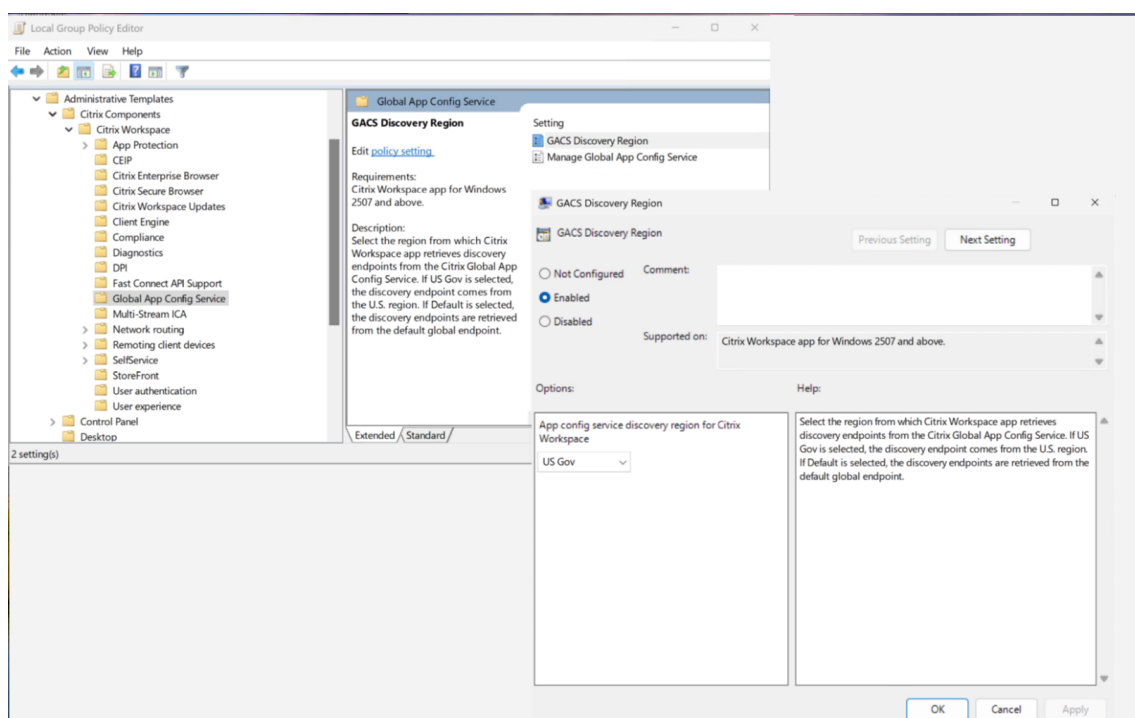 Local Group Policy Editor
File Action View Help
Administrative Templates
Citrix Components
Citrix Workspace
App Protection
CEIP
Citrix Enterprise Browser
Citrix Secure Browser
Citrix Workspace Updates
Client Engine
Compliance
Diagnostics
DPI
Fast Connect API Support
Global App Config Service
Multi-Stream ICA
Network routing
Remoting client devices
SelfService
StoreFront
User authentication
User experience
Control Panel
Desktop
2 setting(s)
Global App Config Service
GACS Discovery Region
Edit policy setting
Requirements:
Citrix Workspace app for Windows
2507 and above.
Description:
Select the region from which Citrix
Workspace app retrieves discovery
endpoints from the Citrix Global App
Config Service. If US Gov is selected,
the discovery endpoint comes from
the U.S. region. If Default is selected,
the discovery endpoints are retrieved
from the default global endpoint.
Extended Standard
Setting
GACS Discovery Region
Manage Global App Config Service
GACS Discovery Region
GACS Discovery Region
Previous Setting Next Setting
Not Configured
Enabled
Disabled
Comment:
Supported on:
Citrix Workspace app for Windows 2507 and above.
Options:
Help:
App config service discovery region for Citrix
Workspace
US Gov
Select the region from which Citrix Workspace app retrieves
discovery endpoints from the Citrix Global App Config Service. If US
Gov is selected, the discovery endpoint comes from the U.S. region.
If Default is selected, the discovery endpoints are retrieved from the
default global endpoint.
OK Cancel Apply